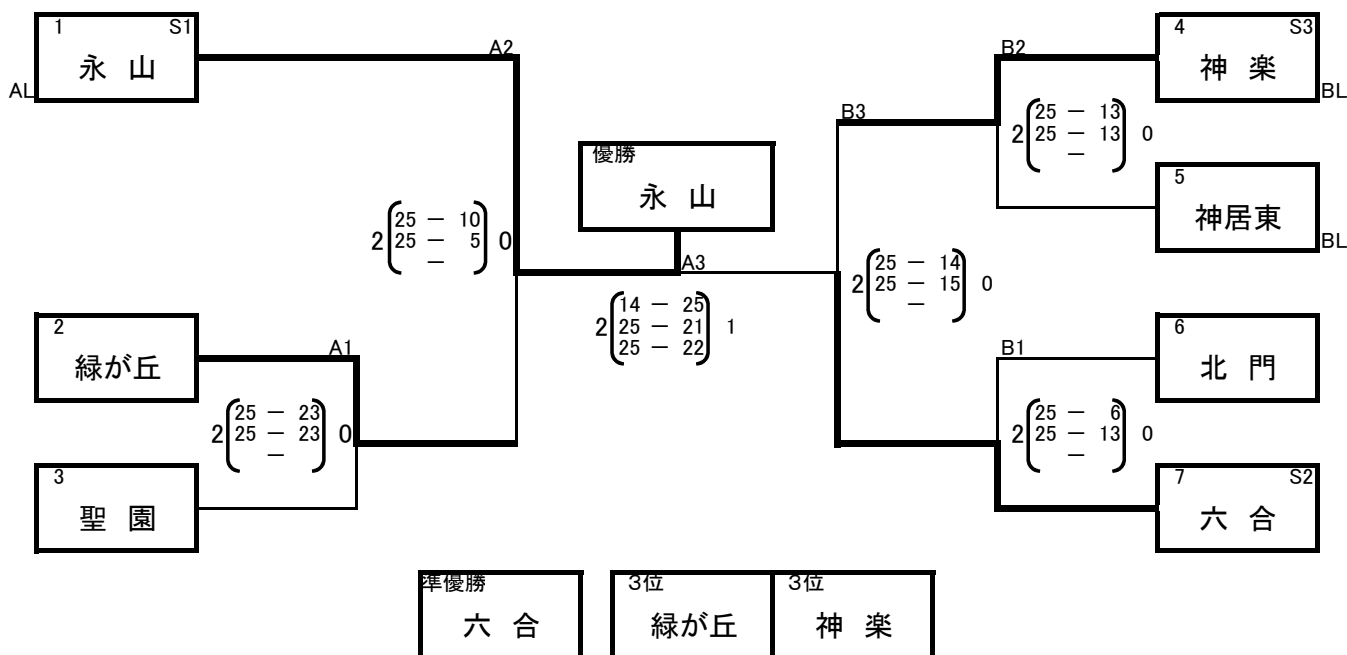 1 S1
永 山
AL
A2
2
緑が丘
A1
3
聖 園
2 25 － 10 0
25 － 5
－
2 25 － 23 0
25 － 23
－
優勝
永 山
A3
2 14 － 25 1
25 － 21
25 － 22
B3
2 25 － 14 0
25 － 15
－
B2
2 25 － 13 0
25 － 13
－
4 S3
神 楽
BL
5
神居東
BL
B1
6
北 門
2 25 － 6 0
25 － 13
－
7 S2
六 合
準優勝
六 合
3位
緑が丘
3位
神 楽